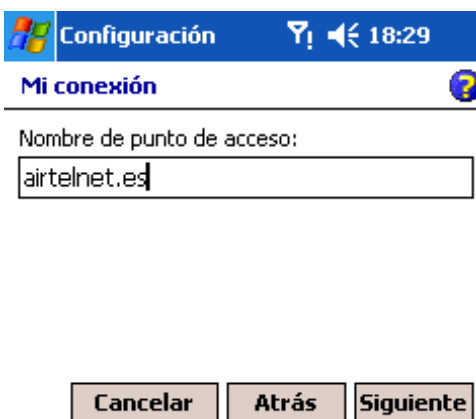 Configuración 18:29
Mi conexión
Nombre de punto de acceso:
airtelnet.es
Cancelar Atrás Siguiente